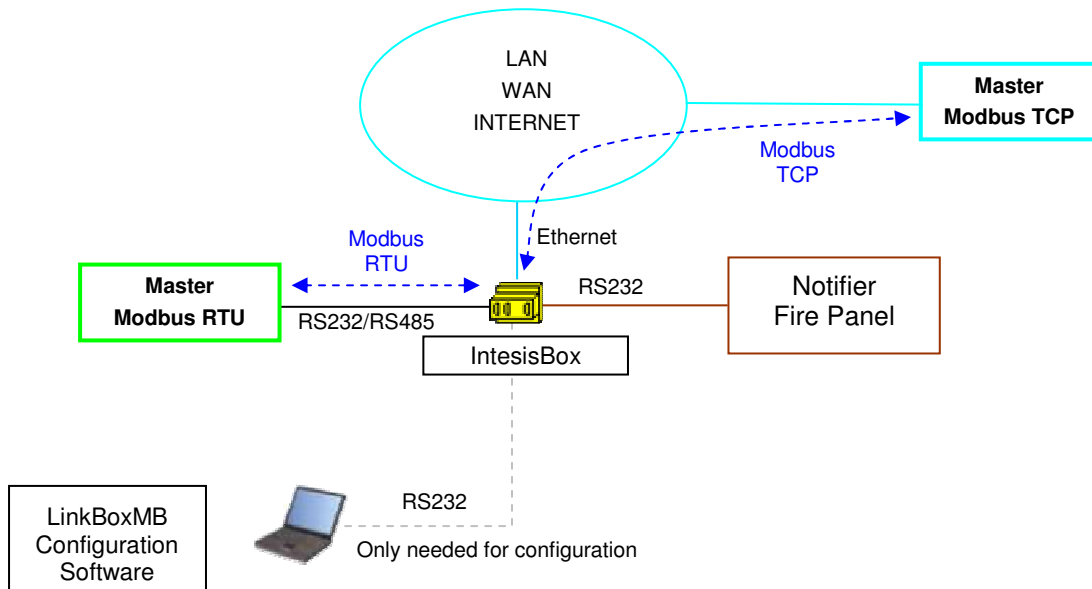 LAN
WAN
INTERNET
Master
Modbus TCP
Modbus
TCP
Modbus
RTU
Ethernet
Master
Modbus RTU
RS232/RS485
RS232
Notifier
Fire Panel
IntesisBox
LinkBoxMB
Configuration
Software
RS232
Only needed for configuration